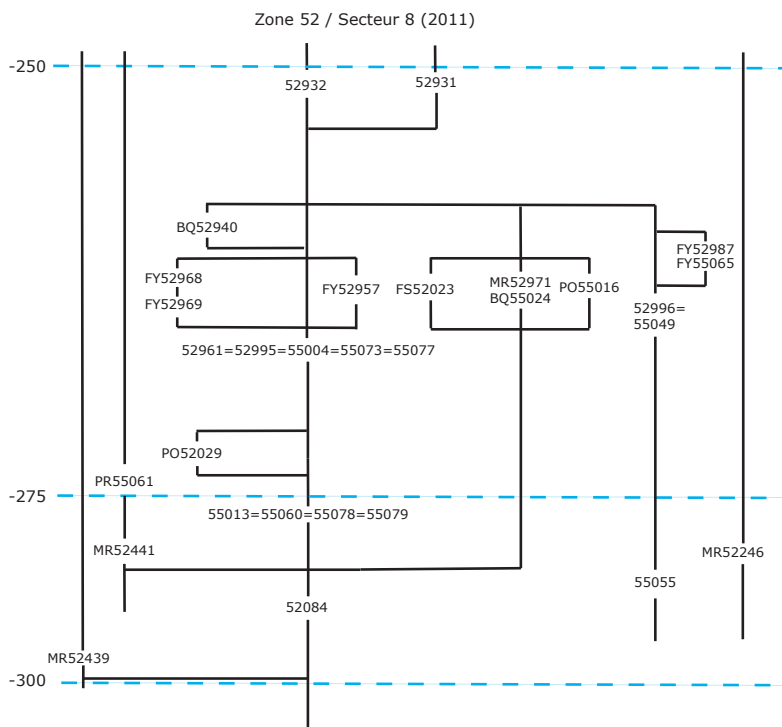 Zone 52 / Secteur 8 (2011)
-250
52932
52931
BQ52940
FY52987
FY55065
FY52968
FY52969
FY52957
FS52023
MR52971
BQ55024
PO55016
52996=
55049
52961=52995=55004=55073=55077
PO52029
PR55061
-275
55013=55060=55078=55079
MR52441
MR52246
55055
52084
MR52439
-300